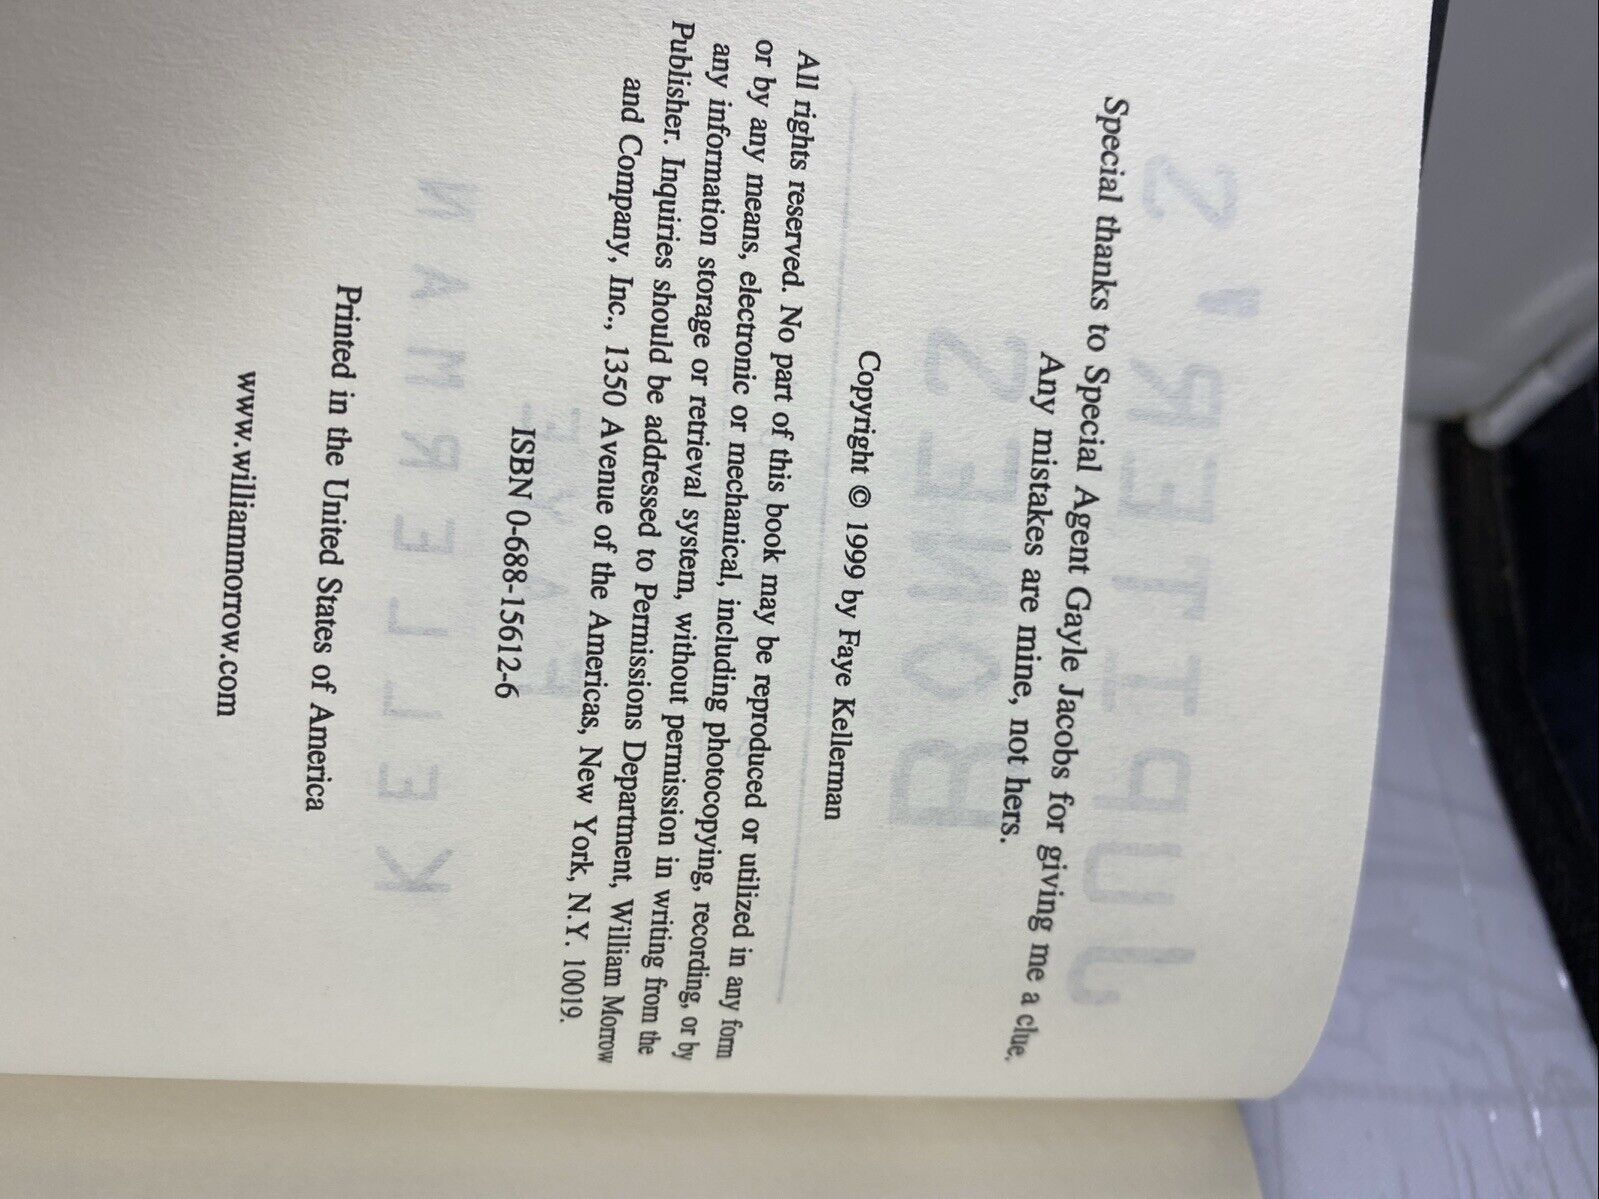 Special thanks to Special Agent Gayle Jacobs for giving me a clue.
Any mistakes are mine, not hers.
Copyright © 1999 by Faye Kellerman
All rights reserved. No part of this book may be reproduced or utilized in any form
or by any means, electronic or mechanical, including photocopying, recording, or by
any information storage or retrieval system, without permission in writing from the
Publisher. Inquiries should be addressed to Permissions Department, William Morrow
and Company, Inc., 1350 Avenue of the Americas, New York, N.Y. 10019.
ISBN 0-688-15612-6
Printed in the United States of America
www.williammorrow.com
JUPITER'S
BONES
FAYE
KELLERMAN